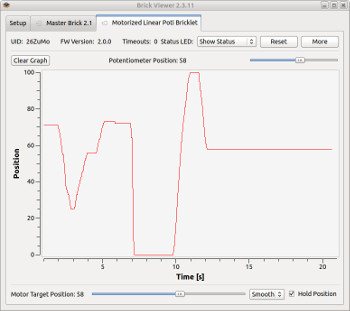 Brick Viewer 2.3.11
Setup Master Brick 2.1 Motorized Linear Poti Bricklet
UID: 26ZuMo FW Version: 2.0.0 Timeouts: 0 Status LED: Show Status Reset More
Clear Graph Potentiometer Position: 58
100
80
60
40
20
0
Position
5 10 15 20
Time [s]
Motor Target Position: 58 Smooth Hold Position